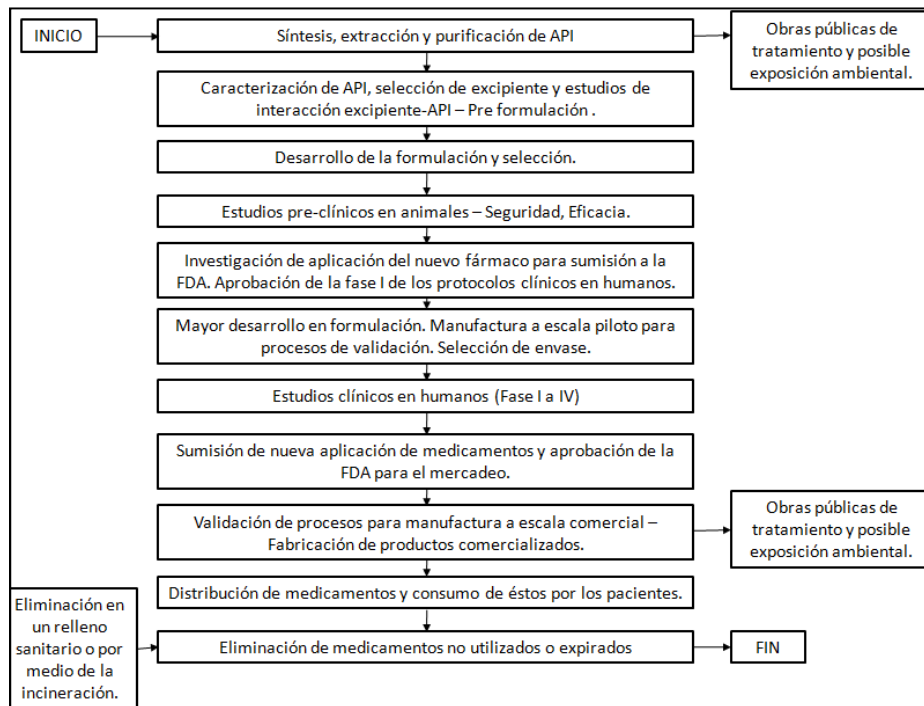 INICIO
Síntesis, extracción y purificación de API
Obras públicas de
tratamiento y posible
exposición ambiental.
Caracterización de API, selección de excipiente y estudios de
interacción excipiente-API – Pre formulación .
Desarrollo de la formulación y selección.
Estudios pre-clínicos en animales – Seguridad, Eficacia.
Investigación de aplicación del nuevo fármaco para sumisión a la
FDA. Aprobación de la fase I de los protocolos clínicos en humanos.
Mayor desarrollo en formulación. Manufactura a escala piloto para
procesos de validación. Selección de envase.
Estudios clínicos en humanos (Fase I a IV)
Sumisión de nueva aplicación de medicamentos y aprobación de la
FDA para el mercadeo.
Validación de procesos para manufactura a escala comercial –
Fabricación de productos comercializados.
Obras públicas de
tratamiento y posible
exposición ambiental.
Distribución de medicamentos y consumo de éstos por los pacientes.
Eliminación en
un relleno
sanitario o por
medio de la
incineración.
Eliminación de medicamentos no utilizados o expirados
FIN